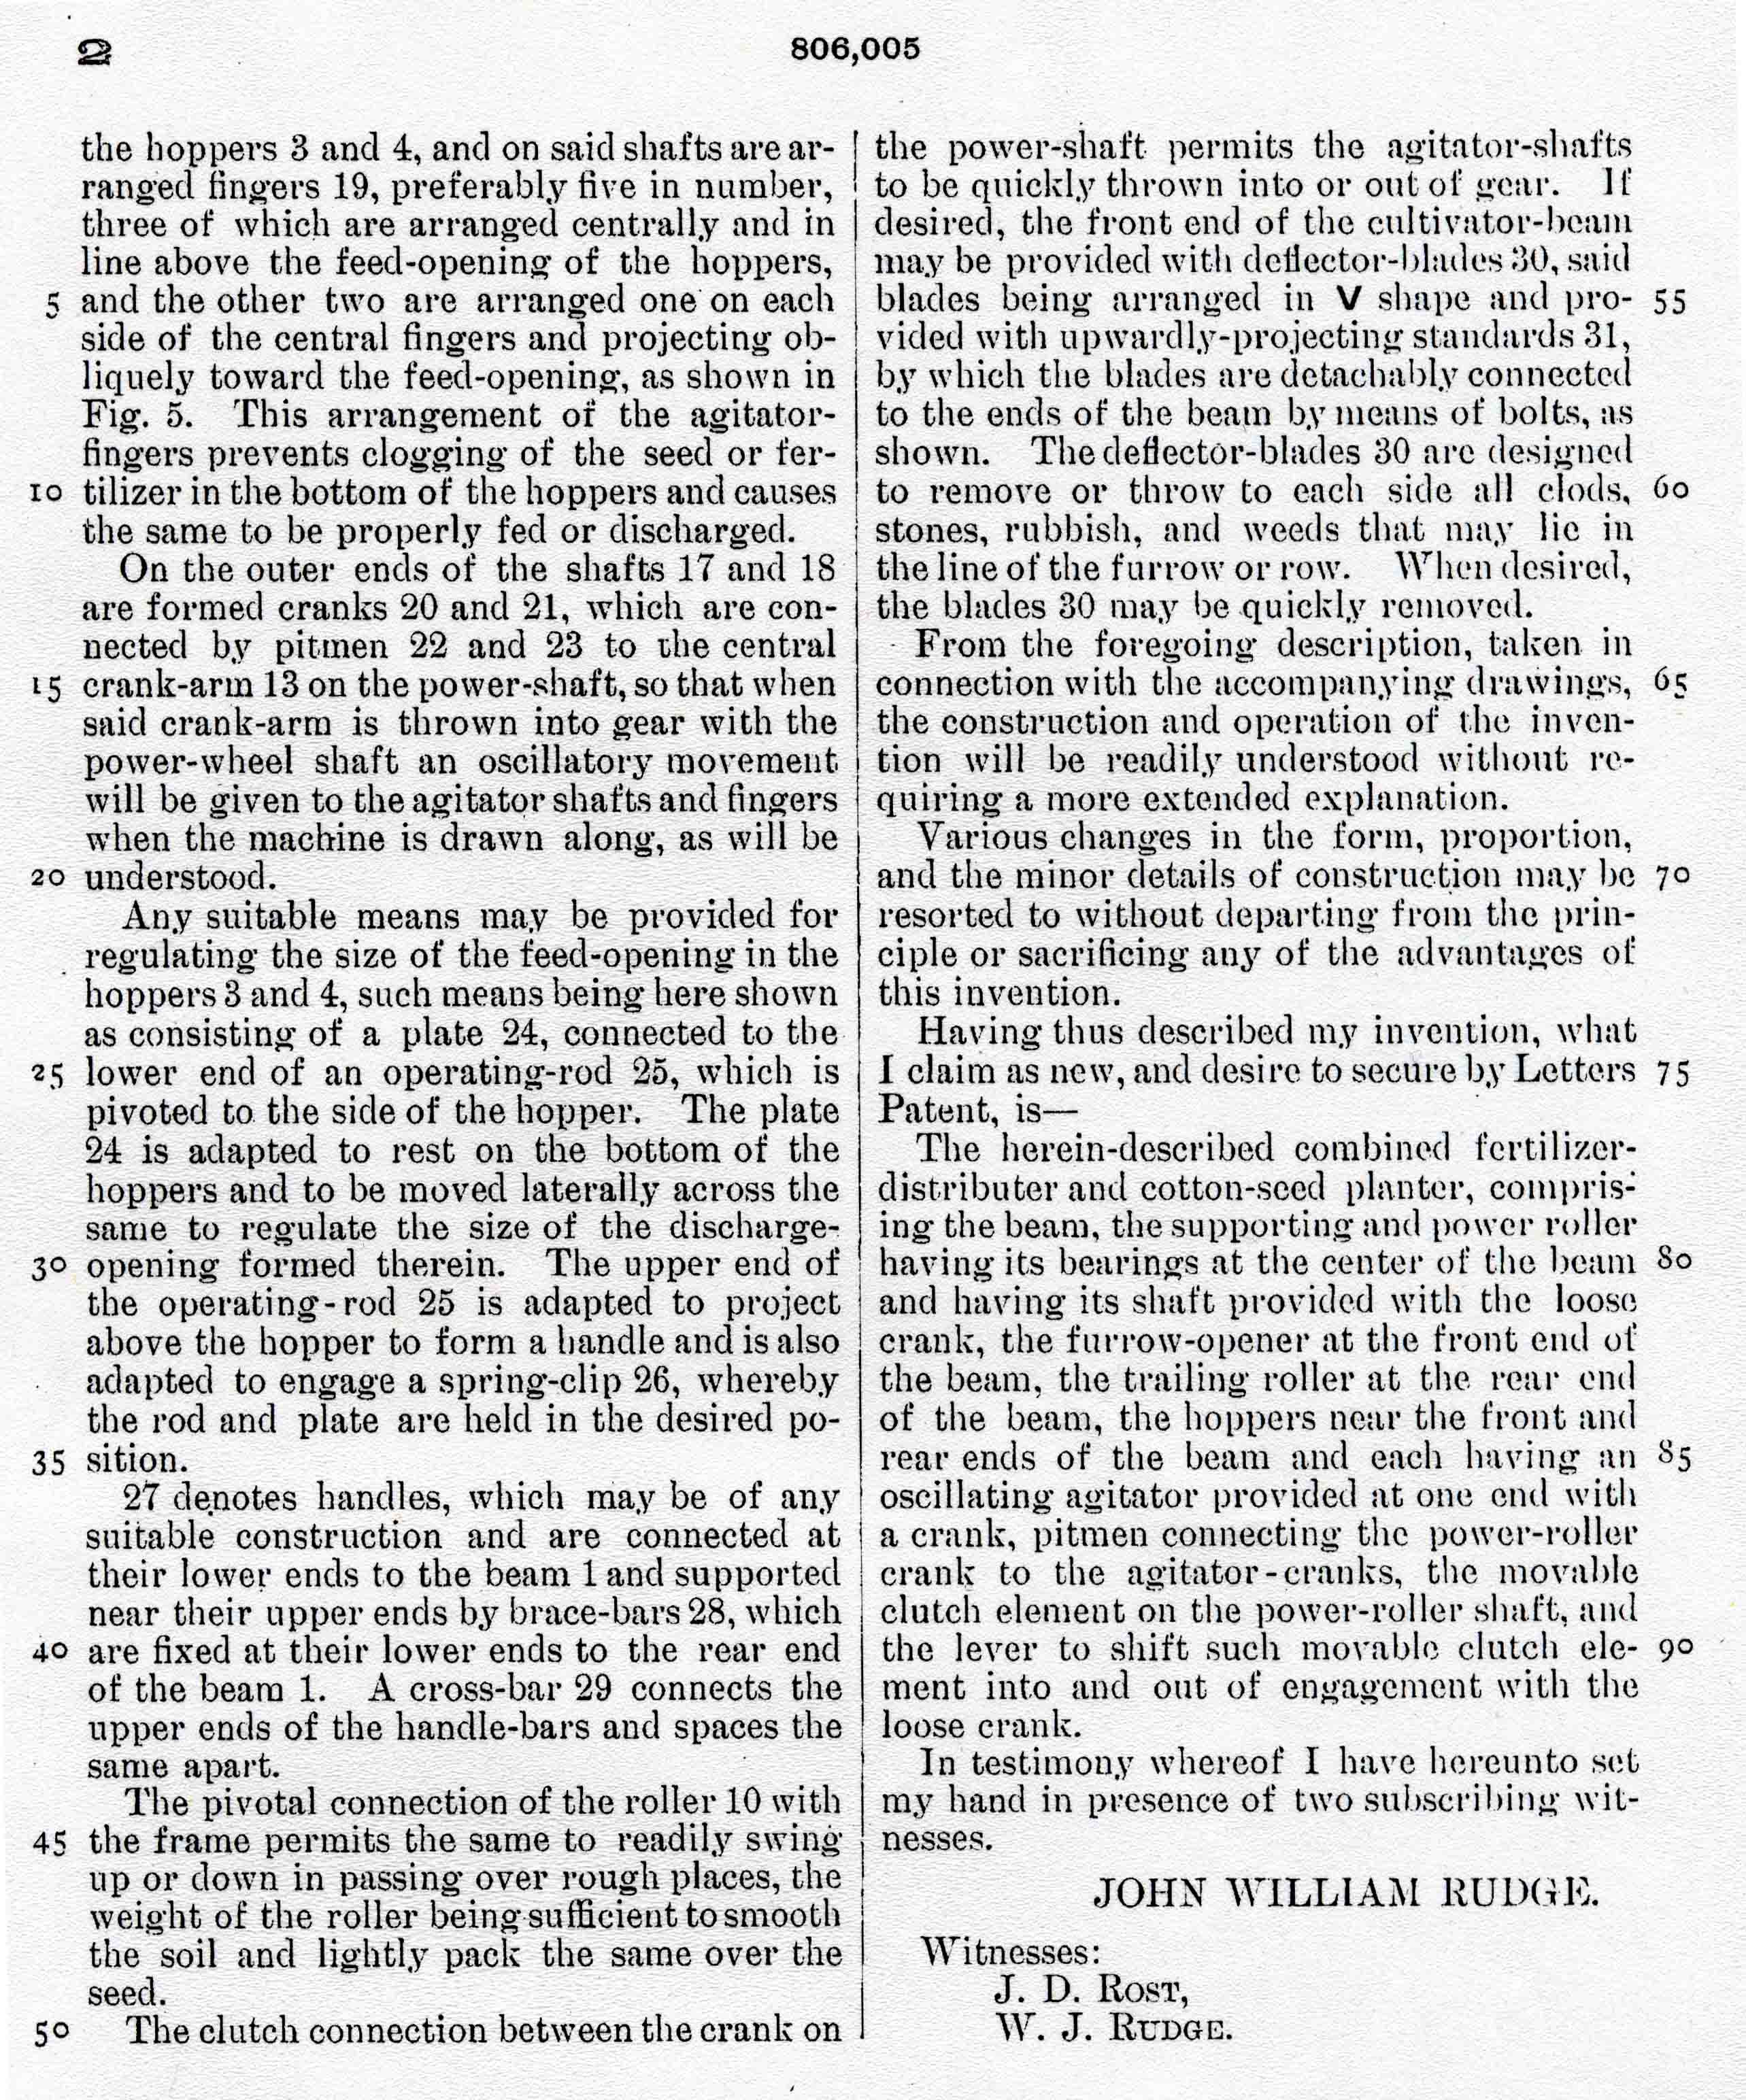 2
806,005
the hoppers 3 and 4, and on said shafts are ar-
ranged fingers 19, preferably five in number,
three of which are arranged centrally and in
line above the feed-opening of the hoppers,
5 and the other two are arranged one on each
side of the central fingers and projecting ob-
liquely toward the feed-opening, as shown in
Fig. 5. This arrangement of the agitator-
fingers prevents clogging of the seed or fer-
10 tilizer in the bottom of the hoppers and causes
the same to be properly fed or discharged.
On the outer ends of the shafts 17 and 18
are formed cranks 20 and 21, which are con-
nected by pitmen 22 and 23 to the central
15 crank-arm 13 on the power-shaft, so that when
said crank-arm is thrown into gear with the
power-wheel shaft an oscillatory movement
will be given to the agitator shafts and fingers
when the machine is drawn along, as will be
20 understood.
Any suitable means may be provided for
regulating the size of the feed-opening in the
hoppers 3 and 4, such means being here shown
as consisting of a plate 24, connected to the
25 lower end of an operating-rod 25, which is
pivoted to the side of the hopper. The plate
24 is adapted to rest on the bottom of the
hoppers and to be moved laterally across the
same to regulate the size of the discharge-
30 opening formed therein. The upper end of
the operating-rod 25 is adapted to project
above the hopper to form a handle and is also
adapted to engage a spring-clip 26, whereby
the rod and plate are held in the desired po-
35 sition.
27 denotes handles, which may be of any
suitable construction and are connected at
their lower ends to the beam 1 and supported
near their upper ends by brace-bars 28, which
40 are fixed at their lower ends to the rear end
of the beam 1. A cross-bar 29 connects the
upper ends of the handle-bars and spaces the
same apart.
The pivotal connection of the roller 10 with
45 the frame permits the same to readily swing
up or down in passing over rough places, the
weight of the roller being sufficient to smooth
the soil and lightly pack the same over the
seed.
50 The clutch connection between the crank on
the power-shaft permits the agitator-shafts
to be quickly thrown into or out of gear. If
desired, the front end of the cultivator-beam
may be provided with deflector-blades 30, said
blades being arranged in V shape and pro- 55
vided with upwardly-projecting standards 31,
by which the blades are detachably connected
to the ends of the beam by means of bolts, as
shown. The deflector-blades 30 are designed
to remove or throw to each side all clods, 60
stones, rubbish, and weeds that may lie in
the line of the furrow or row. When desired,
the blades 30 may be quickly removed.
From the foregoing description, taken in
connection with the accompanying drawings, 65
the construction and operation of the inven-
tion will be readily understood without re-
quiring a more extended explanation.
Various changes in the form, proportion,
and the minor details of construction may be 70
resorted to without departing from the prin-
ciple or sacrificing any of the advantages of
this invention.
Having thus described my invention, what
I claim as new, and desire to secure by Letters 75
Patent, is—
The herein-described combined fertilizer-
distributer and cotton-seed planter, compris-
ing the beam, the supporting and power roller
having its bearings at the center of the beam 80
and having its shaft provided with the loose
crank, the furrow-opener at the front end of
the beam, the trailing roller at the rear end
of the beam, the hoppers near the front and
rear ends of the beam and each having an 85
oscillating agitator provided at one end with
a crank, pitmen connecting the power-roller
crank to the agitator-cranks, the movable
clutch element on the power-roller shaft, and
the lever to shift such movable clutch ele- 90
ment into and out of engagement with the
loose crank.
In testimony whereof I have hereunto set
my hand in presence of two subscribing wit-
nesses.
JOHN WILLIAM RUDGE.
Witnesses:
J. D. ROST,
W. J. RUDGE.